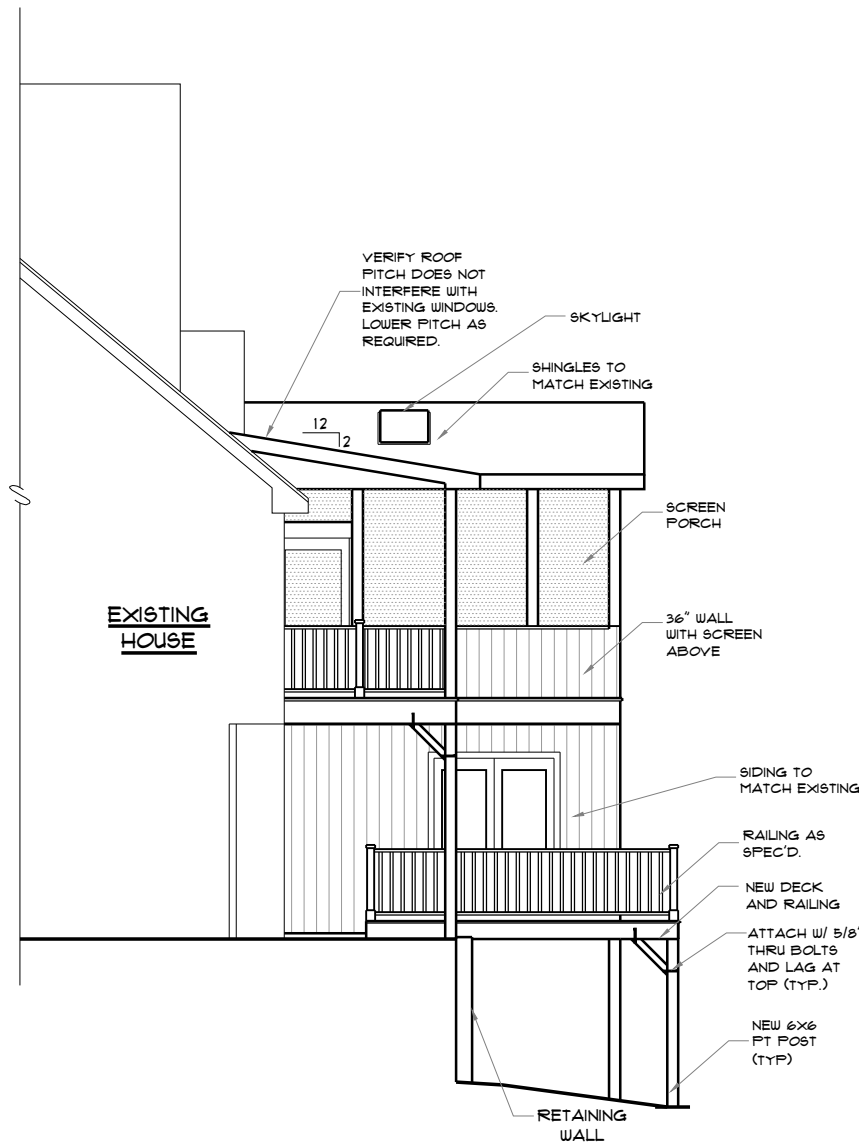 VERIFY ROOF
PITCH DOES NOT
INTERFERE WITH
EXISTING WINDOWS.
LOWER PITCH AS
REQUIRED.
SKYLIGHT
SHINGLES TO
MATCH EXISTING
12
2
SCREEN
PORCH
EXISTING
HOUSE
36" WALL
WITH SCREEN
ABOVE
SIDING TO
MATCH EXISTING
RAILING AS
SPEC'D.
NEW DECK
AND RAILING
ATTACH W/ 5/8"
THRU BOLTS
AND LAG AT
TOP (TYP.)
NEW 6X6
PT POST
(TYP)
RETAINING
WALL